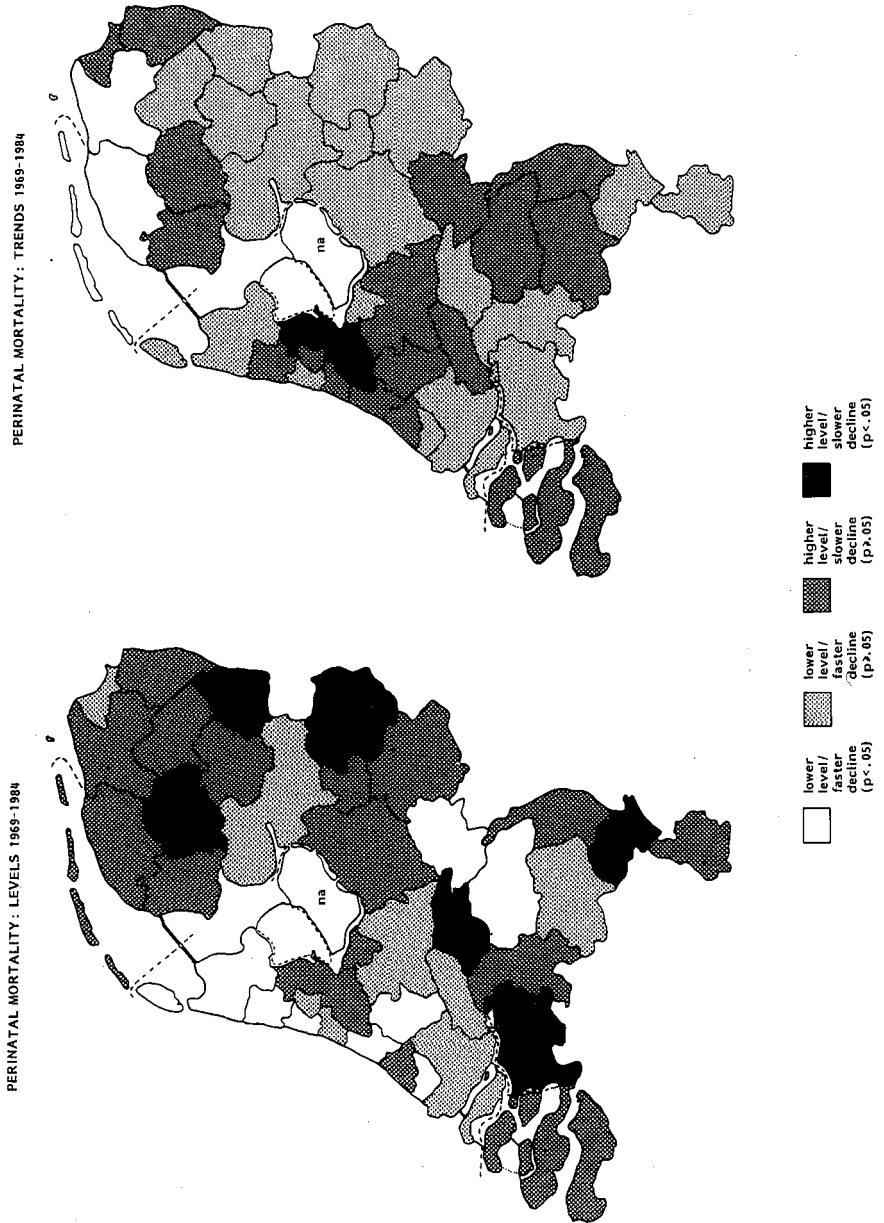 PERINATAL MORTALITY: LEVELS 1969-1984
na
PERINATAL MORTALITY: TRENDS 1969-1984
na
lower
level/
faster
decline
(p<.05)
lower
level/
faster
decline
(p≥.05)
higher
level/
slower
decline
(p≥.05)
higher
level/
slower
decline
(p<.05)